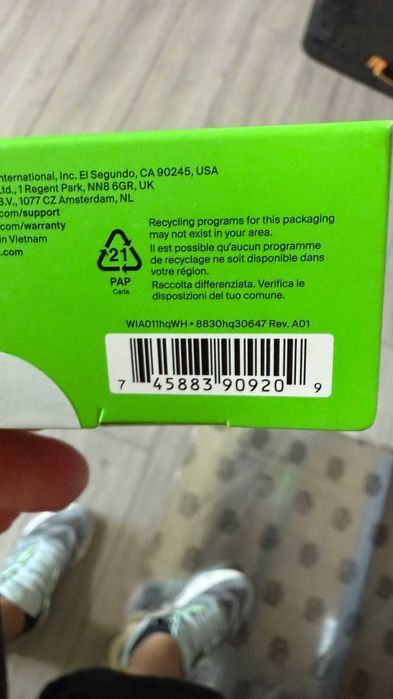 nternational, Inc. El Segundo, CA 90245, USA
td., 1 Regent Park, NN8 6GR, UK
B.V., 1077 CZ Amsterdam, NL
com/support
com/warranty
in Vietnam
.com
21
PAP
Carta
Recycling programs for this packaging
may not exist in your area.
Il est possible qu'aucun programme
de recyclage ne soit disponible dans
votre région.
Raccolta differenziata. Verifica le
disposizioni del tuo comune.
WIA011hqWH • 8830hq30647 Rev. A01
7 45883 90920 9